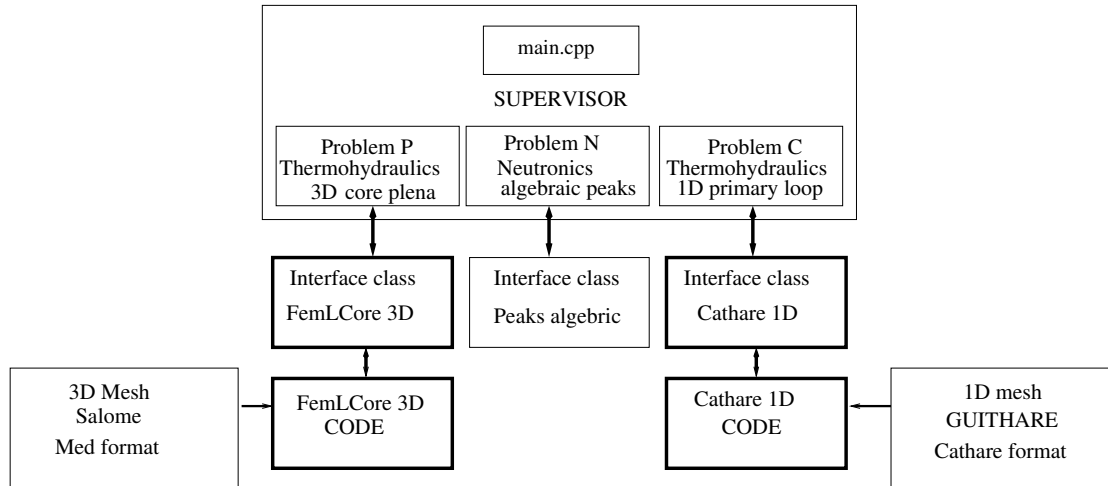 main.cpp
SUPERVISOR
Problem P
Thermohydraulics
3D core plena
Problem N
Neutronics
algebraic peaks
Problem C
Thermohydraulics
1D primary loop
Interface class
FemLCore 3D
Interface class
Peaks algebric
Interface class
Cathare 1D
3D Mesh
Salome
Med format
FemLCore 3D
CODE
Cathare 1D
CODE
1D mesh
GUITHARE
Cathare format